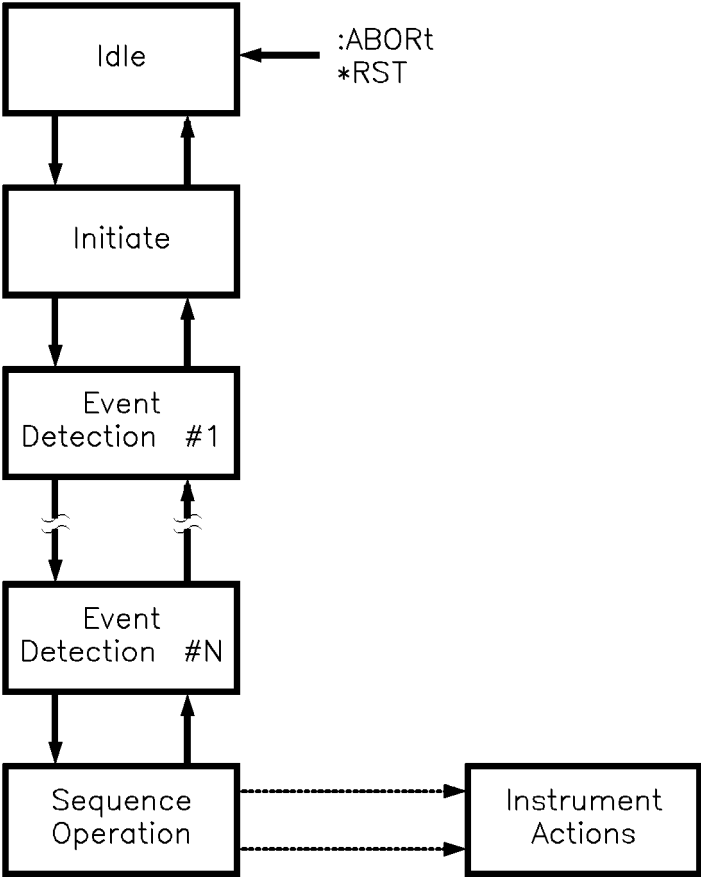 Idle
:ABORt
*RST
Initiate
Event
Detection #1
Event
Detection #N
Sequence
Operation
Instrument
Actions